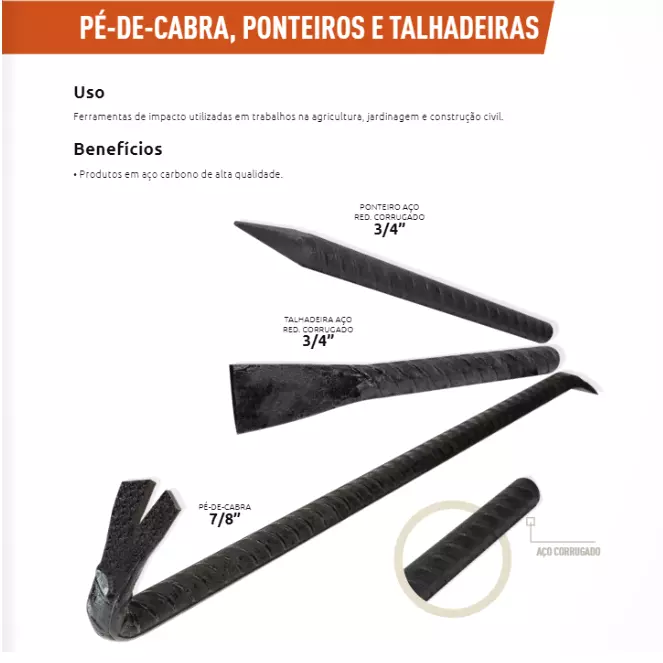 PÉ-DE-CABRA, PONTEIROS E TALHADEIRAS
Uso
Ferramentas de impacto utilizadas em trabalhos na agricultura, jardinagem e construção civil.
Benefícios
• Produtos em aço carbono de alta qualidade.
PONTEIRO AÇO
RED. CORRUGADO
3/4”
TALHADEIRA AÇO
RED. CORRUGADO
3/4”
PÉ-DE-CABRA
7/8”
AÇO CORRUGADO